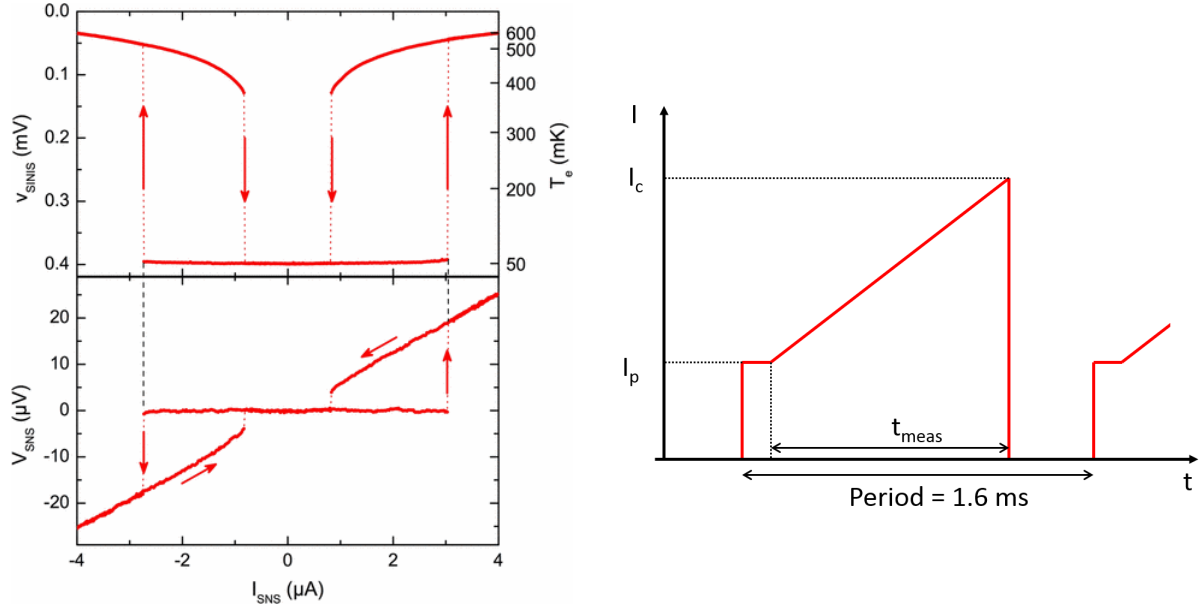 0.0
0.1
0.2
0.3
0.4
v_SINIS (mV)
600
500
400
300
200
50
T_e (mK)
20
10
0
-10
-20
V_SNS (µV)
-4 -2 0 2 4
I_SNS (µA)
I
I_c
I_p
t_meas
Period = 1.6 ms
t